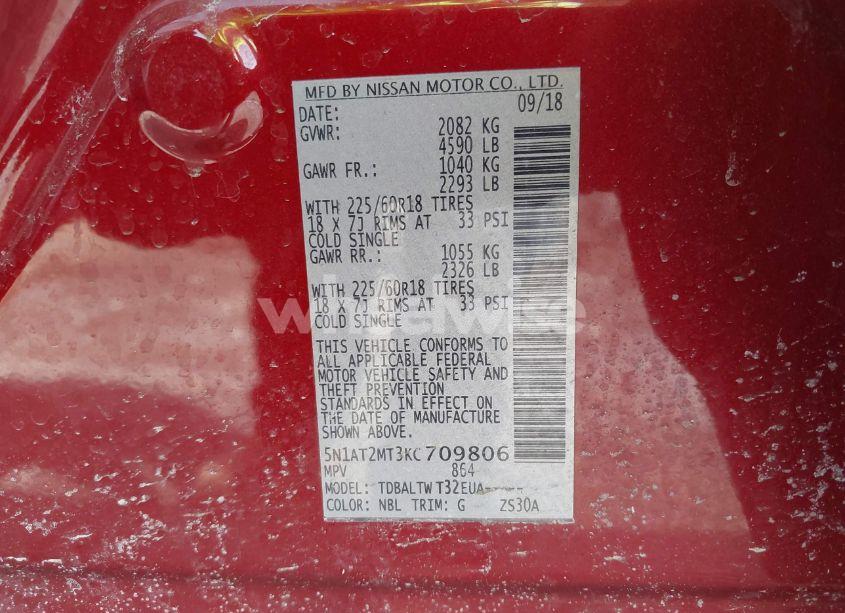 MFD BY NISSAN MOTOR CO., LTD.
DATE: 09/18
GVWR: 2082 KG
4590 LB
GAWR FR.: 1040 KG
2293 LB
WITH 225/60R18 TIRES
18 X 7J RIMS AT 33 PSI
COLD SINGLE
GAWR RR.: 1055 KG
2326 LB
WITH 225/60R18 TIRES
18 X 7J RIMS AT 33 PSI
COLD SINGLE
THIS VEHICLE CONFORMS TO
ALL APPLICABLE FEDERAL
MOTOR VEHICLE SAFETY AND
THEFT PREVENTION
STANDARDS IN EFFECT ON
THE DATE OF MANUFACTURE
SHOWN ABOVE.
5N1AT2MT3KC709806
MPV 864
MODEL: TDBALTW T32EUA-----
COLOR: NBL TRIM: G ZS30A